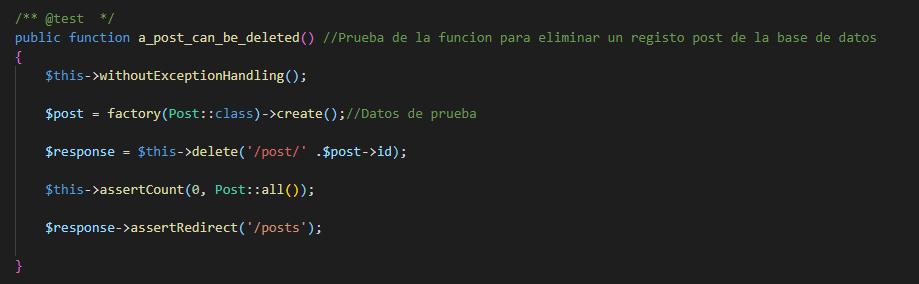 /** @test  */
public function a_post_can_be_deleted() //Prueba de la funcion para eliminar un registo post de la base de datos
{
$this->withoutExceptionHandling();
$post = factory(Post::class)->create();//Datos de prueba
$response = $this->delete('/post/' .$post->id);
$this->assertCount(0, Post::all());
$response->assertRedirect('/posts');
}